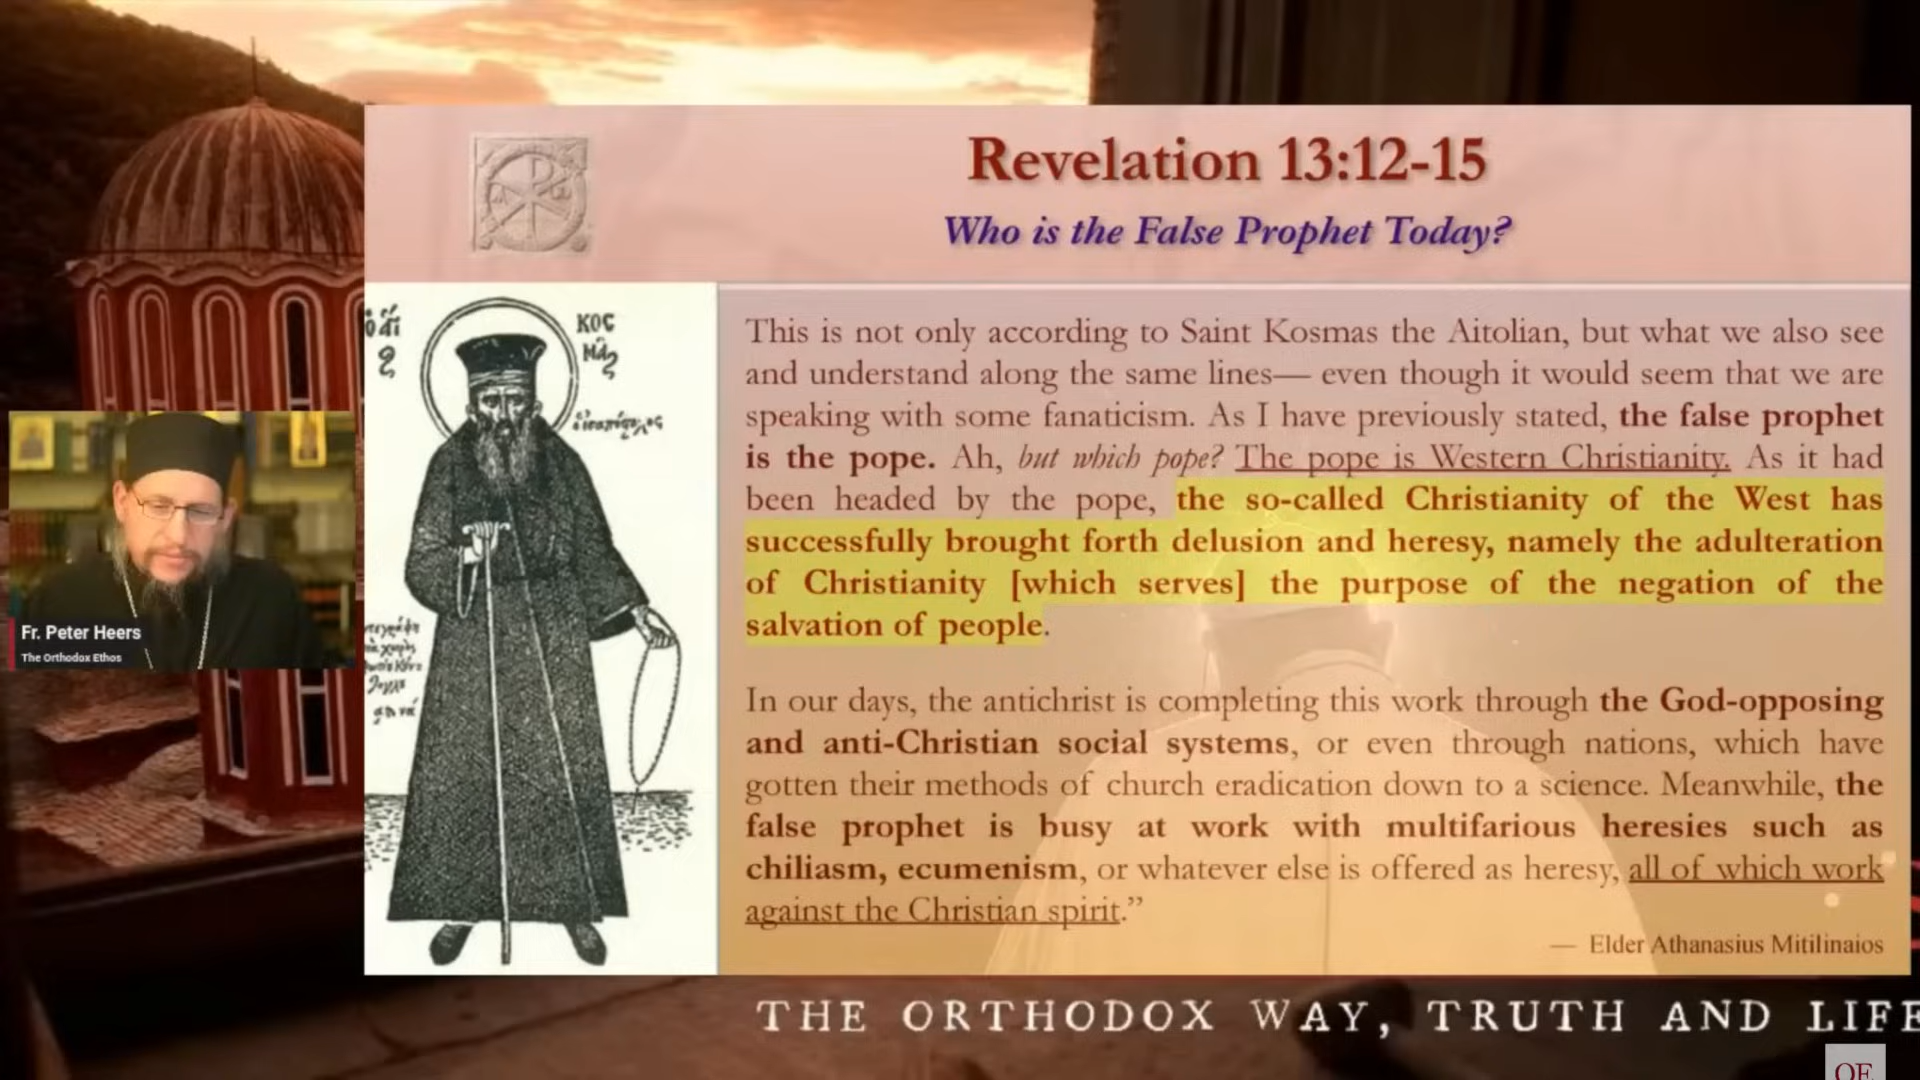 Revelation 13:12-15
Who is the False Prophet Today?
ΚΟC
This is not only according to Saint Kosmas the Aitolian, but what we also see
and understand along the same lines— even though it would seem that we are
speaking with some fanaticism. As I have previously stated, the false prophet
is the pope. Ah, but which pope? The pope is Western Christianity. As it had
been headed by the pope, the so-called Christianity of the West has
successfully brought forth delusion and heresy, namely the adulteration
of Christianity [which serves] the purpose of the negation of the
salvation of people.
In our days, the antichrist is completing this work through the God-opposing
and anti-Christian social systems, or even through nations, which have
gotten their methods of church eradication down to a science. Meanwhile, the
false prophet is busy at work with multifarious heresies such as
chiliasm, ecumenism, or whatever else is offered as heresy, all of which work
against the Christian spirit.”
— Elder Athanasius Mitilinaios
Fr. Peter Heers
The Orthodox Ethos
THE ORTHODOX WAY, TRUTH AND LIFE
OE